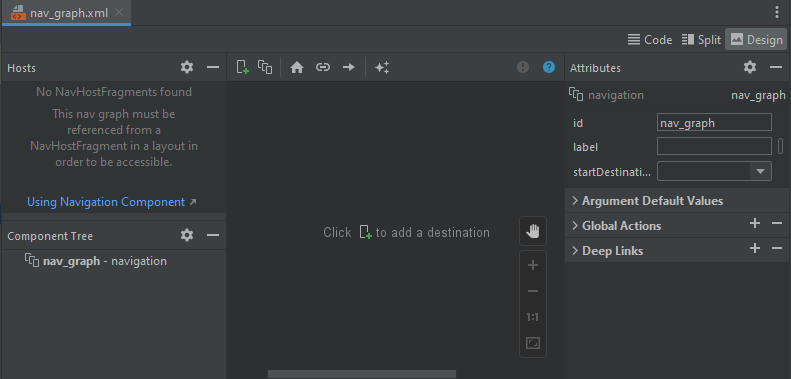 nav_graph.xml
Code
Split
Design
Hosts
No NavHostFragments found
This nav graph must be
referenced from a
NavHostFragment in a layout in
order to be accessible.
Using Navigation Component
Component Tree
nav_graph - navigation
Click to add a destination
1:1
Attributes
navigation nav_graph
id nav_graph
label
startDestinati...
Argument Default Values
Global Actions
Deep Links